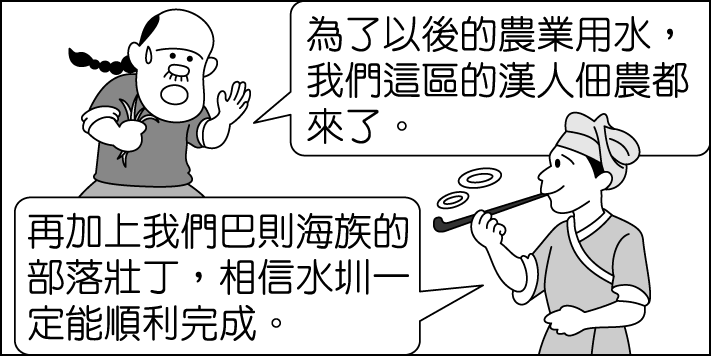 為了以後的農業用水，
我們這區的漢人佃農都
來了。
再加上我們巴則海族的
部落壯丁，相信水圳一
定能順利完成。